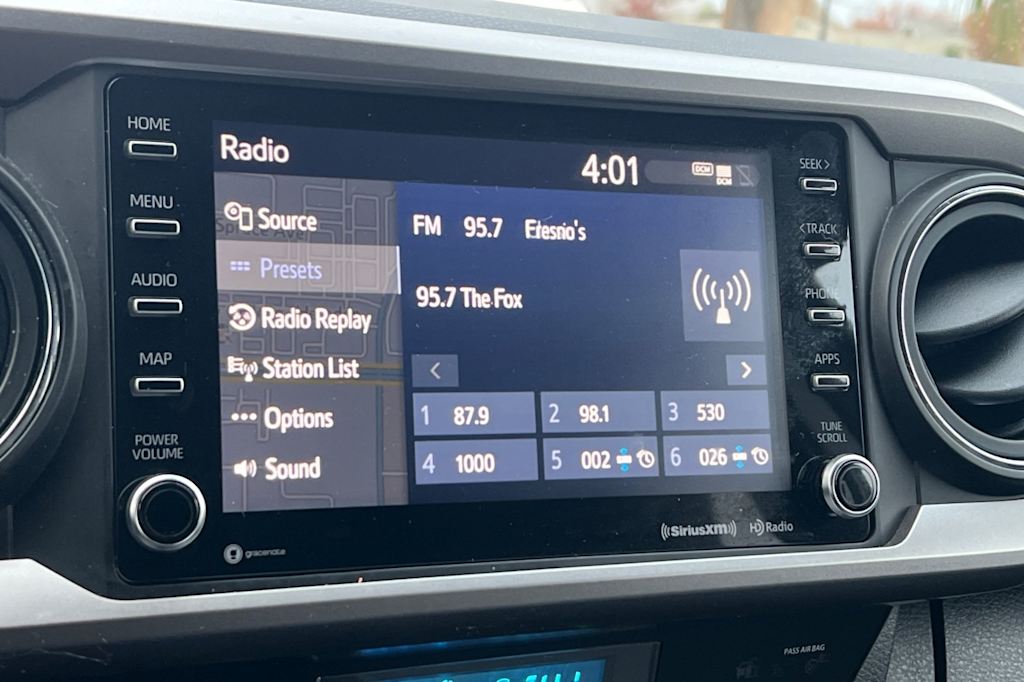 HOME
MENU
AUDIO
MAP
POWER
VOLUME
Radio
4:01
DCM
DCM
Source
Presets
Radio Replay
Station List
Options
Sound
FM 95.7
95.7 The Fox
1 87.9
2 98.1
3 530
4 1000
5 002
6 026
SEEK >
< TRACK
PHONE
APPS
TUNE
SCROLL
gracenote
((SiriusXM))
HD Radio
PASS AIR BAG